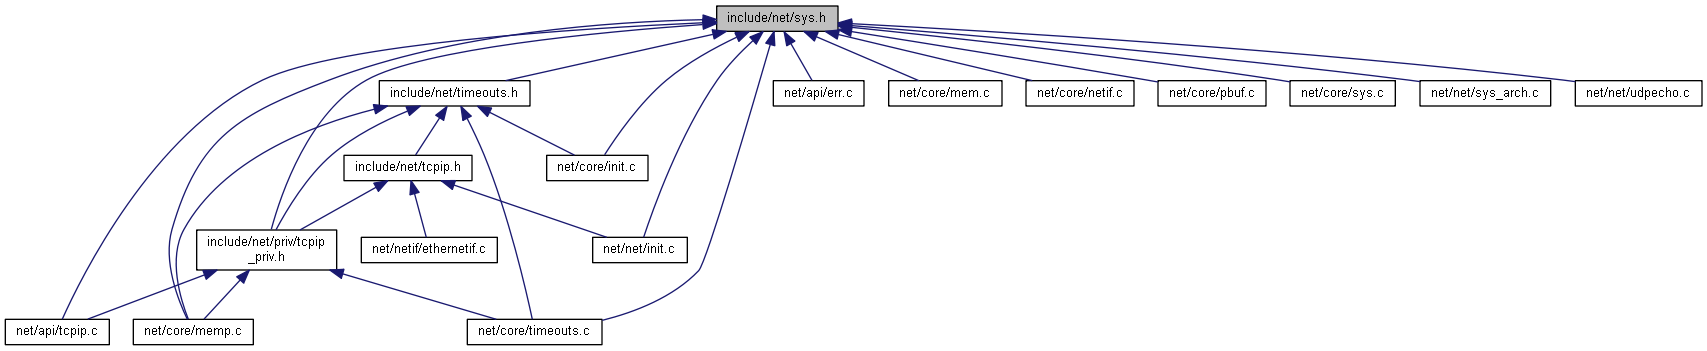 include/net/sys.h
include/net/timeouts.h
net/api/err.c
net/core/mem.c
net/core/netif.c
net/core/pbuf.c
net/core/sys.c
net/net/sys_arch.c
net/net/udpecho.c
include/net/tcpip.h
net/core/init.c
include/net/priv/tcpip
_priv.h
net/netif/ethernetif.c
net/net/init.c
net/api/tcpip.c
net/core/memp.c
net/core/timeouts.c